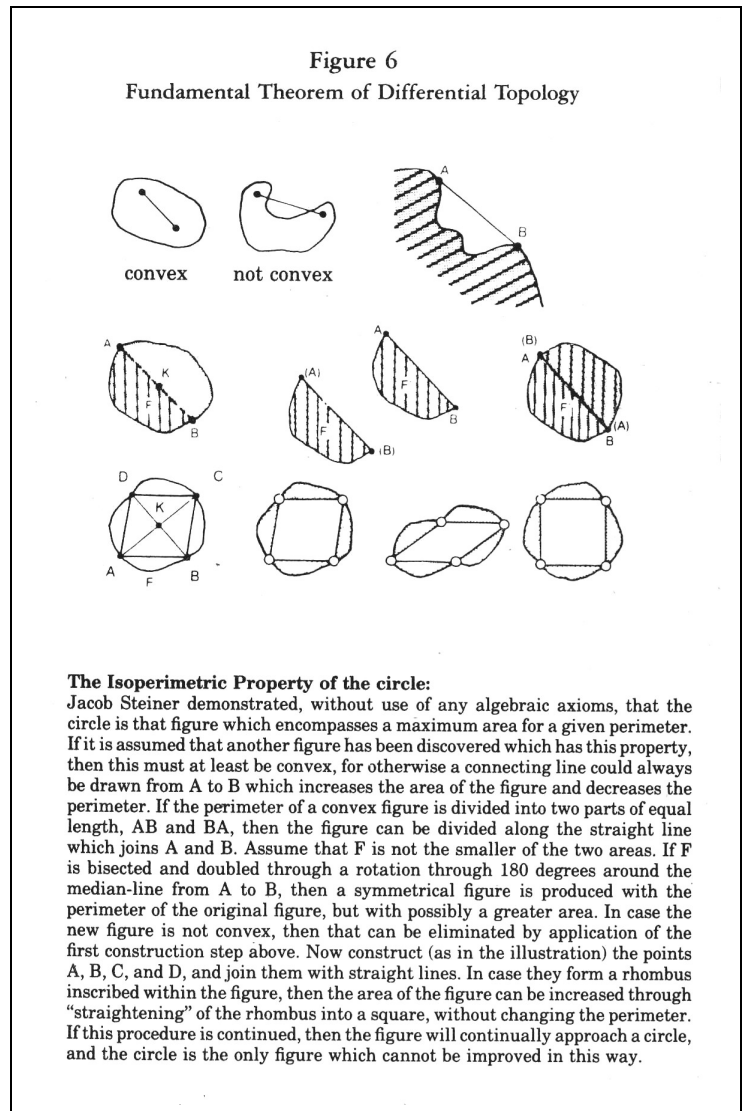 Figure 6
Fundamental Theorem of Differential Topology
A
B
convex not convex
A
K
F
B
(A)
F
(B)
A
F
B
(B)
A
F
(A)
B
D
C
K
A
F
B
The Isoperimetric Property of the circle:
Jacob Steiner demonstrated, without use of any algebraic axioms, that the
circle is that figure which encompasses a maximum area for a given perimeter.
If it is assumed that another figure has been discovered which has this property,
then this must at least be convex, for otherwise a connecting line could always
be drawn from A to B which increases the area of the figure and decreases the
perimeter. If the perimeter of a convex figure is divided into two parts of equal
length, AB and BA, then the figure can be divided along the straight line
which joins A and B. Assume that F is not the smaller of the two areas. If F
is bisected and doubled through a rotation through 180 degrees around the
median-line from A to B, then a symmetrical figure is produced with the
perimeter of the original figure, but with possibly a greater area. In case the
new figure is not convex, then that can be eliminated by application of the
first construction step above. Now construct (as in the illustration) the points
A, B, C, and D, and join them with straight lines. In case they form a rhombus
inscribed within the figure, then the area of the figure can be increased through
“straightening” of the rhombus into a square, without changing the perimeter.
If this procedure is continued, then the figure will continually approach a circle,
and the circle is the only figure which cannot be improved in this way.